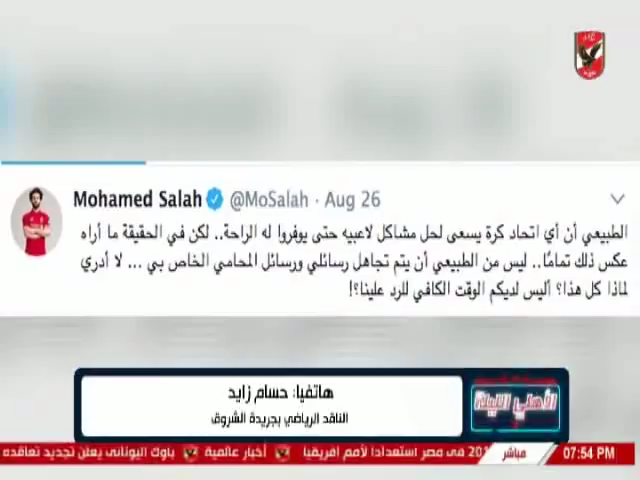 Mohamed Salah @MoSalah · Aug 26
الطبيعي أن أي اتحاد كرة يسعى لحل مشاكل لاعبيه حتى يوفروا له الراحة.. لكن في الحقيقة ما أراه
عكس ذلك تمامًا.. ليس من الطبيعي أن يتم تجاهل رسائلي ورسائل المحامي الخاص بي ... لا أدري
لماذا كل هذا؟ أليس لديكم الوقت الكافي للرد علينا؟!
هاتفيا: حسام زايد
الناقد الرياضي بجريدة الشروق
الأهلي الليلة
07:54 PM
مباشر
فى مصر استعدادا لأمم أفريقيا
أخبار عالمية
باوك اليونانى يعلن تجديد تعاقده